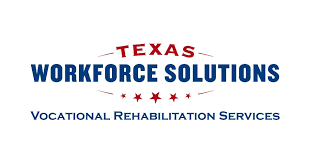 TEXAS
WORKFORCE SOLUTIONS
VOCATIONAL REHABILITATION SERVICES